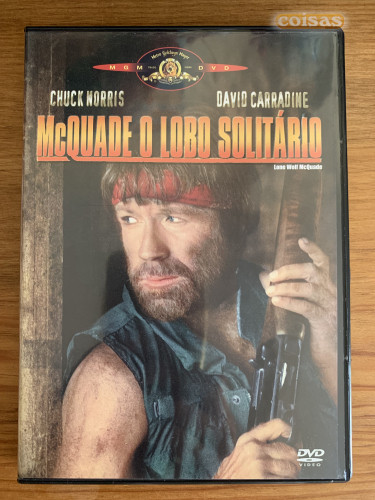 coisas
MGM DVD
CHUCK NORRIS DAVID CARRADINE
McQUADE O LOBO SOLITÁRIO
Lone Wolf McQuade
DVD
VIDEO